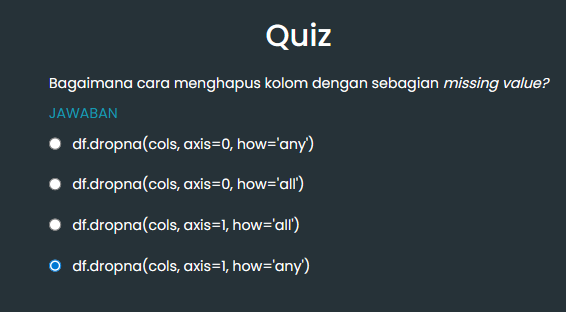 Quiz
Bagaimana cara menghapus kolom dengan sebagian missing value?
JAWABAN
df.dropna(cols, axis=0, how='any')
df.dropna(cols, axis=0, how='all')
df.dropna(cols, axis=1, how='all')
df.dropna(cols, axis=1, how='any')